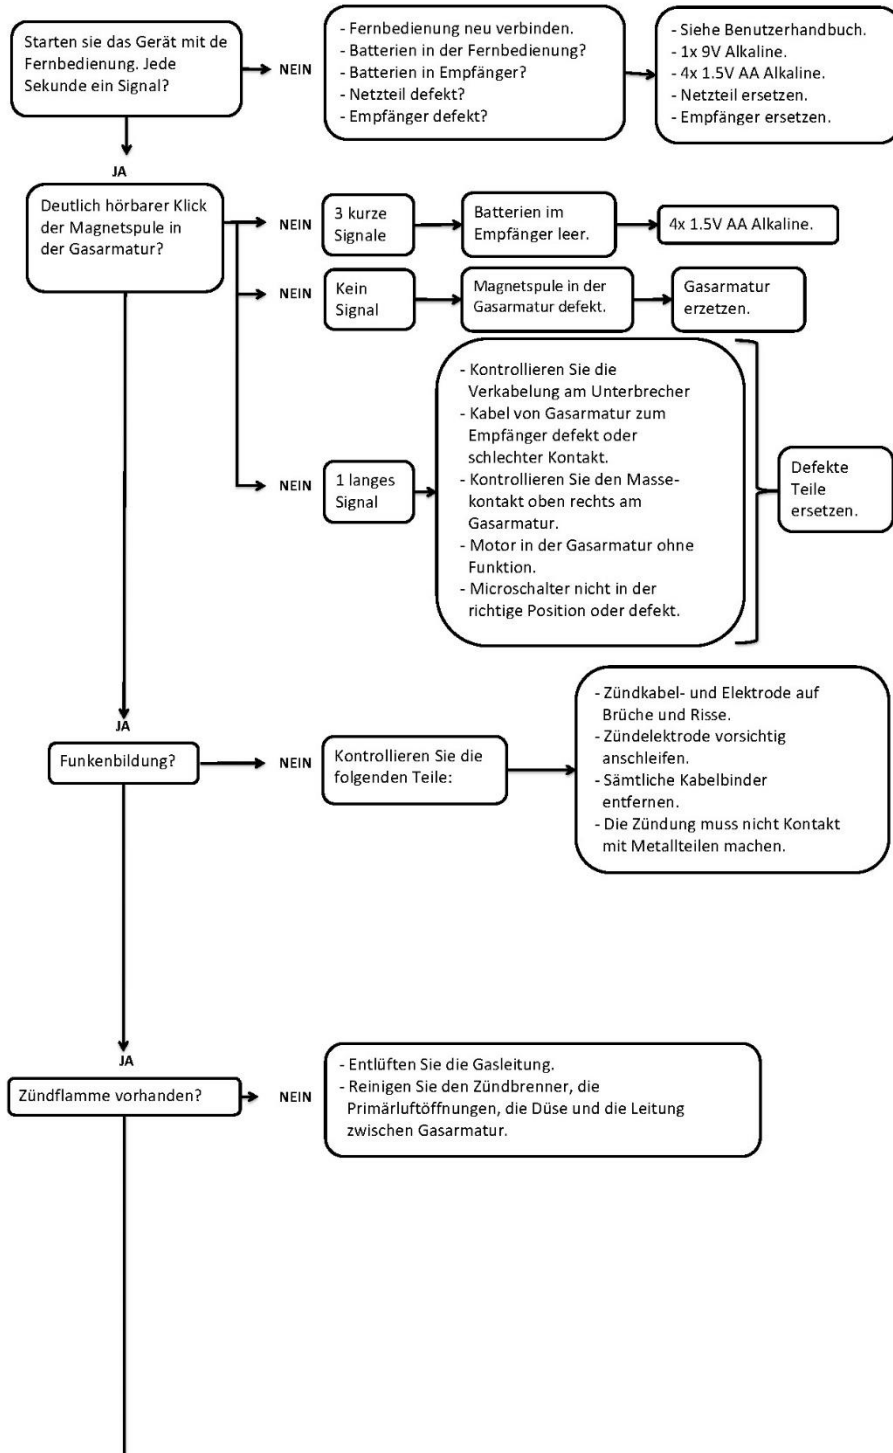 Starten sie das Gerät mit de
Fernbedienung. Jede
Sekunde ein Signal?
NEIN
- Fernbedienung neu verbinden.
- Batterien in der Fernbedienung?
- Batterien in Empfänger?
- Netzteil defekt?
- Empfänger defekt?
- Siehe Benutzerhandbuch.
- 1x 9V Alkaline.
- 4x 1.5V AA Alkaline.
- Netzteil ersetzen.
- Empfänger ersetzen.
JA
Deutlich hörbarer Klick
der Magnetspule in
der Gasarmatur?
NEIN
3 kurze
Signale
Batterien im
Empfänger leer.
4x 1.5V AA Alkaline.
NEIN
Kein
Signal
Magnetspule in der
Gasarmatur defekt.
Gasarmatur
erzetzen.
NEIN
1 langes
Signal
- Kontrollieren Sie die
Verkabelung am Unterbrecher
- Kabel von Gasarmatur zum
Empfänger defekt oder
schlechter Kontakt.
- Kontrollieren Sie den Masse-
kontakt oben rechts am
Gasarmatur.
- Motor in der Gasarmatur ohne
Funktion.
- Microschalter nicht in der
richtige Position oder defekt.
Defekte
Teile
ersetzen.
JA
Funkenbildung?
NEIN
Kontrollieren Sie die
folgenden Teile:
- Zündkabel- und Elektrode auf
Brüche und Risse.
- Zündelektrode vorsichtig
anschleifen.
- Sämtliche Kabelbinder
entfernen.
- Die Zündung muss nicht Kontakt
mit Metallteilen machen.
JA
Zündflamme vorhanden?
NEIN
- Entlüften Sie die Gasleitung.
- Reinigen Sie den Zündbrenner, die
Primärluftöffnungen, die Düse und die Leitung
zwischen Gasarmatur.